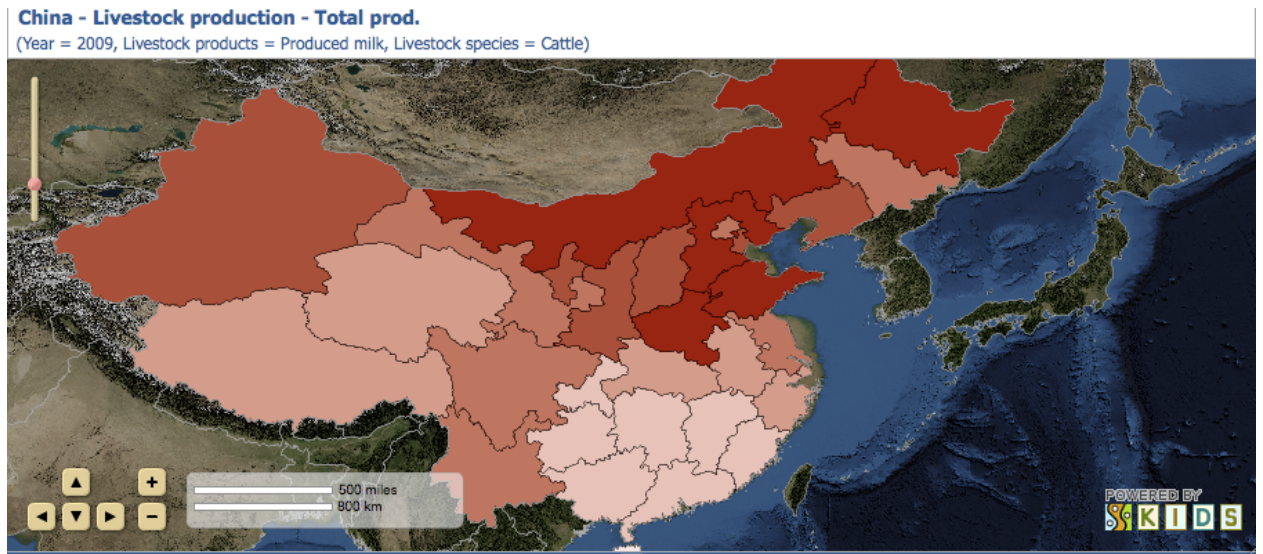 China - Livestock production - Total prod.
(Year = 2009, Livestock products = Produced milk, Livestock species = Cattle)
500 miles
800 km
POWERED BY
KIDS